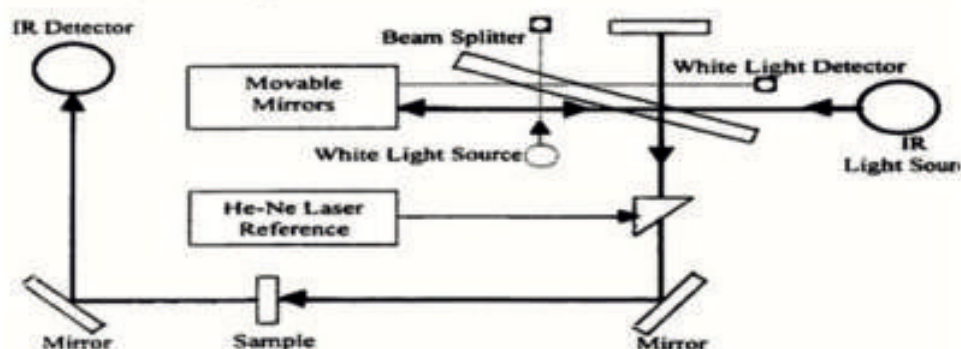 IR Detector
Beam Splitter
White Light Detector
Movable
Mirrors
White Light Source
IR
Light Sour
He-Ne Laser
Reference
Mirror
Sample
Mirror